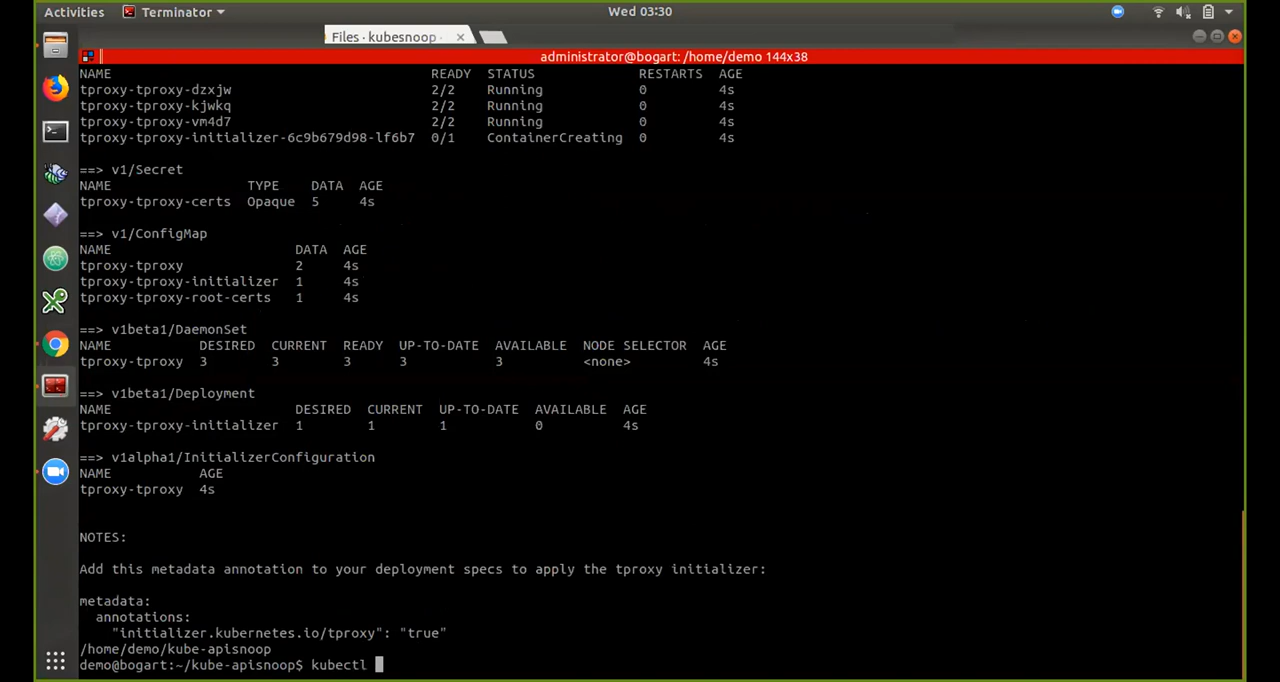 Activities Terminator Wed 03:30
Files · kubesnoop ·
administrator@bogart: /home/demo 144x38
NAME READY STATUS RESTARTS AGE
tproxy-tproxy-dzxjw 2/2 Running 0 4s
tproxy-tproxy-kjwkq 2/2 Running 0 4s
tproxy-tproxy-vm4d7 2/2 Running 0 4s
tproxy-tproxy-initializer-6c9b679d98-lf6b7 0/1 ContainerCreating 0 4s
==> v1/Secret
NAME TYPE DATA AGE
tproxy-tproxy-certs Opaque 5 4s
==> v1/ConfigMap
NAME DATA AGE
tproxy-tproxy 2 4s
tproxy-tproxy-initializer 1 4s
tproxy-tproxy-root-certs 1 4s
==> v1beta1/DaemonSet
NAME DESIRED CURRENT READY UP-TO-DATE AVAILABLE NODE SELECTOR AGE
tproxy-tproxy 3 3 3 3 3 <none> 4s
==> v1beta1/Deployment
NAME DESIRED CURRENT UP-TO-DATE AVAILABLE AGE
tproxy-tproxy-initializer 1 1 1 0 4s
==> v1alpha1/InitializerConfiguration
NAME AGE
tproxy-tproxy 4s
NOTES:
Add this metadata annotation to your deployment specs to apply the tproxy initializer:
metadata:
annotations:
"initializer.kubernetes.io/tproxy": "true"
/home/demo/kube-apisnoop
demo@bogart:~/kube-apisnoop$ kubectl